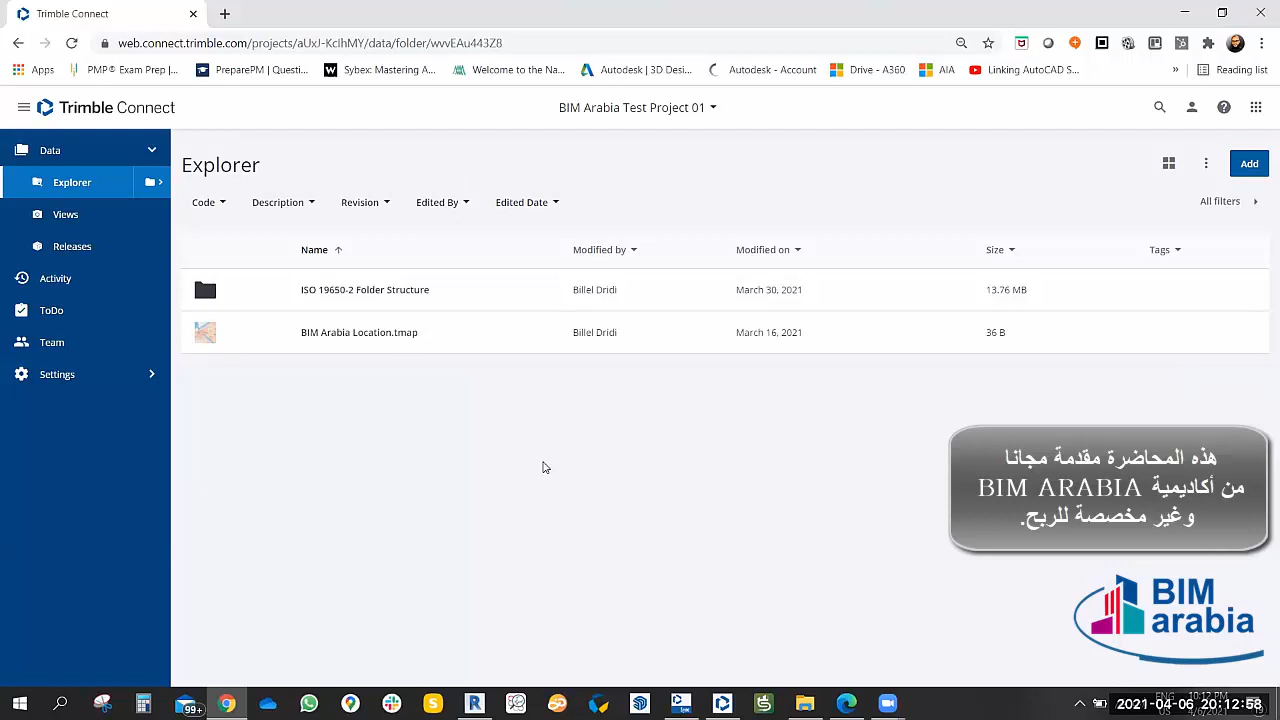 Trimble Connect
web.connect.trimble.com/projects/aUx1-KcIhMY/data/folder/wvvEAu443Z8
Apps
PMP® Exam Prep |...
PreparePM | Questi...
Sybex Mastering A...
Welcome to the Na...
Autodesk | 3D Desi...
Autodesk - Account
Drive - A360
AIA
Linking AutoCAD S...
»
Reading list
Trimble Connect
BIM Arabia Test Project 01
Data
Explorer
Views
Releases
Activity
ToDo
Team
Settings
Explorer
Add
Code
Description
Revision
Edited By
Edited Date
All filters
Name
Modified by
Modified on
Size
Tags
ISO 19650-2 Folder Structure
Billel Dridi
March 30, 2021
13.76 MB
BIM Arabia Location.tmap
Billel Dridi
March 16, 2021
36 B
هذه المحاضرة مقدمة مجانا
من أكاديمية BIM ARABIA
وغير مخصصة للربح.
BIM
arabia
99+
2021-04-06 20:12:58